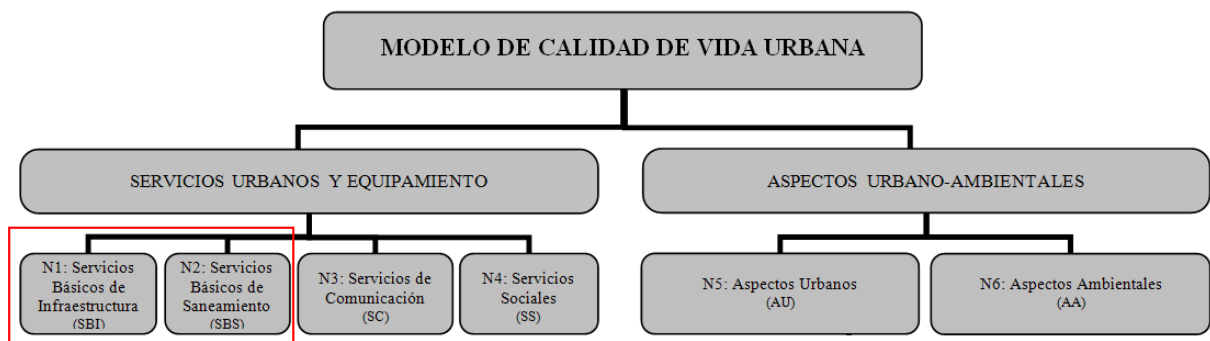 MODELO DE CALIDAD DE VIDA URBANA
SERVICIOS URBANOS Y EQUIPAMIENTO
ASPECTOS URBANO-AMBIENTALES
N1: Servicios
Básicos de
Infraestructura
(SBI)
N2: Servicios
Básicos de
Saneamiento
(SBS)
N3: Servicios de
Comunicación
(SC)
N4: Servicios
Sociales
(SS)
N5: Aspectos Urbanos
(AU)
N6: Aspectos Ambientales
(AA)